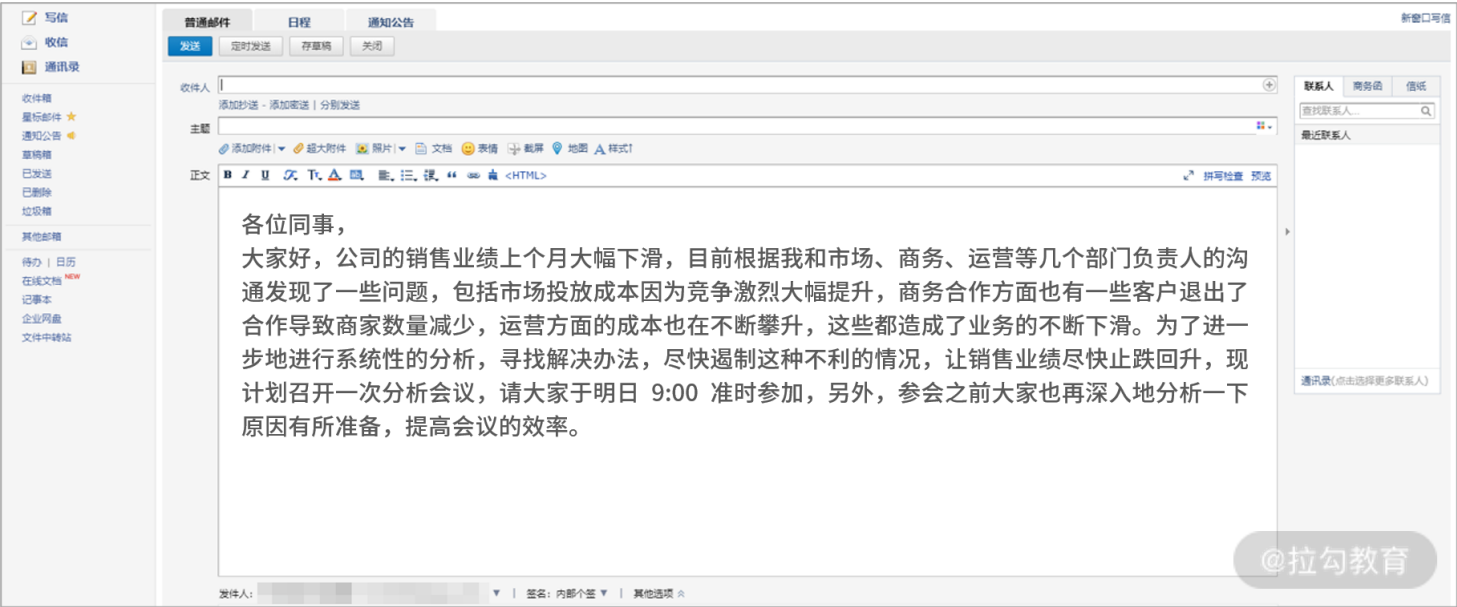 写信
收信
通讯录
收件箱
星标邮件
通知公告
草稿箱
已发送
已删除
垃圾箱
其他邮箱
待办 | 日历
在线文档 NEW
记事本
企业网盘
文件中转站
普通邮件 日程 通知公告
新窗口写信
发送 定时发送 存草稿 关闭
收件人
添加抄送 - 添加密送 | 分别发送
主题
添加附件 | 超大附件 照片 | 文档 表情 截屏 地图 A 样式↑
正文 B I U <HTML> 拼写检查 预览
各位同事，
大家好，公司的销售业绩上个月大幅下滑，目前根据我和市场、商务、运营等几个部门负责人的沟
通发现了一些问题，包括市场投放成本因为竞争激烈大幅提升，商务合作方面也有一些客户退出了
合作导致商家数量减少，运营方面的成本也在不断攀升，这些都造成了业务的不断下滑。为了进一
步地进行系统性的分析，寻找解决办法，尽快遏制这种不利的情况，让销售业绩尽快止跌回升，现
计划召开一次分析会议，请大家于明日 9:00 准时参加，另外，参会之前大家也再深入地分析一下
原因有所准备，提高会议的效率。
联系人 商务函 信纸
查找联系人...
最近联系人
通讯录(点击选择更多联系人)
发件人: | 签名: 内部个签 | 其他选项
@拉勾教育